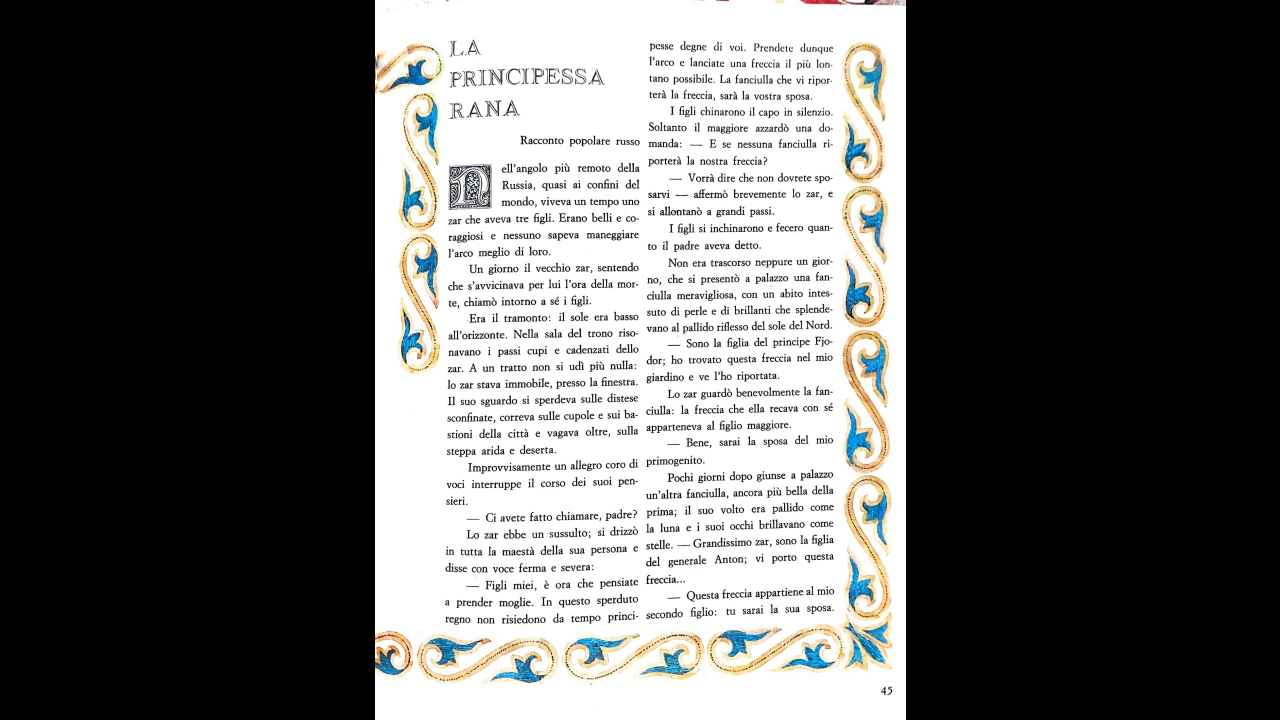 LA
PRINCIPESSA
RANA
Racconto popolare russo
Nell'angolo più remoto della
Russia, quasi ai confini del
mondo, viveva un tempo uno
zar che aveva tre figli. Erano belli e co-
raggiosi e nessuno sapeva maneggiare
l'arco meglio di loro.
Un giorno il vecchio zar, sentendo
che s'avvicinava per lui l'ora della mor-
te, chiamò intorno a sé i figli.
Era il tramonto: il sole era basso
all'orizzonte. Nella sala del trono riso-
navano i passi cupi e cadenzati dello
zar. A un tratto non si udì più nulla:
lo zar stava immobile, presso la finestra.
Il suo sguardo si sperdeva sulle distese
sconfinate, correva sulle cupole e sui ba-
stioni della città e vagava oltre, sulla
steppa arida e deserta.
Improvvisamente un allegro coro di
voci interruppe il corso dei suoi pen-
sieri.
— Ci avete fatto chiamare, padre?
Lo zar ebbe un sussulto; si drizzò
in tutta la maestà della sua persona e
disse con voce ferma e severa:
— Figli miei, è ora che pensiate
a prender moglie. In questo sperduto
regno non risiedono da tempo princi-
pesse degne di voi. Prendete dunque
l'arco e lanciate una freccia il più lon-
tano possibile. La fanciulla che vi ripor-
terà la freccia, sarà la vostra sposa.
I figli chinarono il capo in silenzio.
Soltanto il maggiore azzardò una do-
manda: — E se nessuna fanciulla ri-
porterà la nostra freccia?
— Vorrà dire che non dovrete spo-
sarvi — affermò brevemente lo zar, e
si allontanò a grandi passi.
I figli si inchinarono e fecero quan-
to il padre aveva detto.
Non era trascorso neppure un gior-
no, che si presentò a palazzo una fan-
ciulla meravigliosa, con un abito intes-
suto di perle e di brillanti che splende-
vano al pallido riflesso del sole del Nord.
— Sono la figlia del principe Fjo-
dor; ho trovato questa freccia nel mio
giardino e ve l'ho riportata.
Lo zar guardò benevolmente la fan-
ciulla: la freccia che ella recava con sé
apparteneva al figlio maggiore.
— Bene, sarai la sposa del mio
primogenito.
Pochi giorni dopo giunse a palazzo
un'altra fanciulla, ancora più bella della
prima; il suo volto era pallido come
la luna e i suoi occhi brillavano come
stelle. — Grandissimo zar, sono la figlia
del generale Anton; vi porto questa
freccia...
— Questa freccia appartiene al mio
secondo figlio: tu sarai la sua sposa.
45